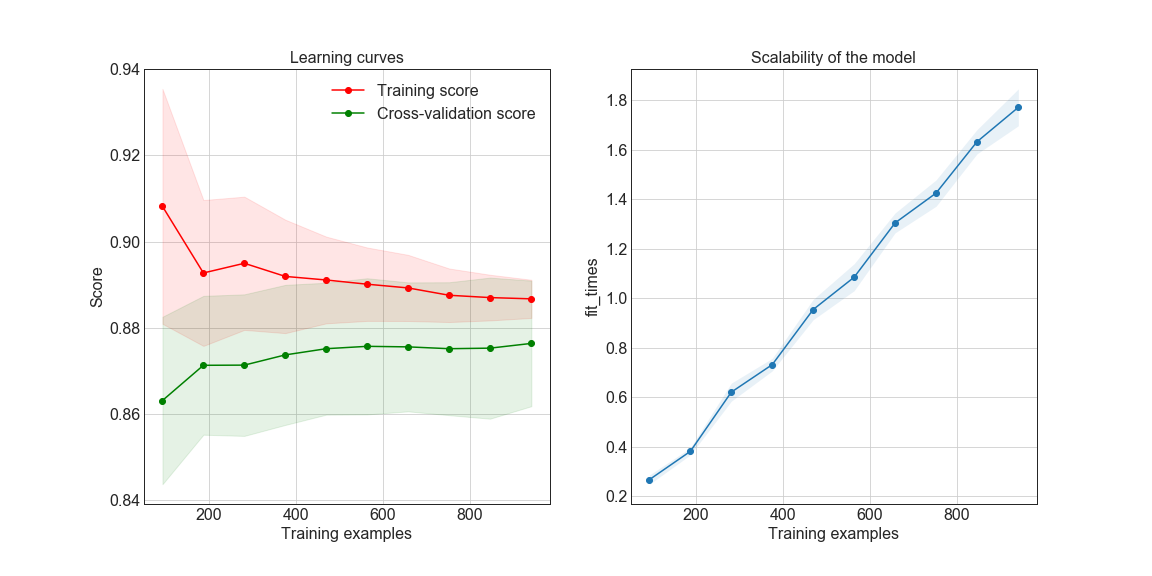 Learning curves
0.94
0.92
0.90
0.88
0.86
0.84
Score
Training score
Cross-validation score
200 400 600 800
Training examples
Scalability of the model
1.8
1.6
1.4
1.2
1.0
0.8
0.6
0.4
0.2
fit_times
200 400 600 800
Training examples